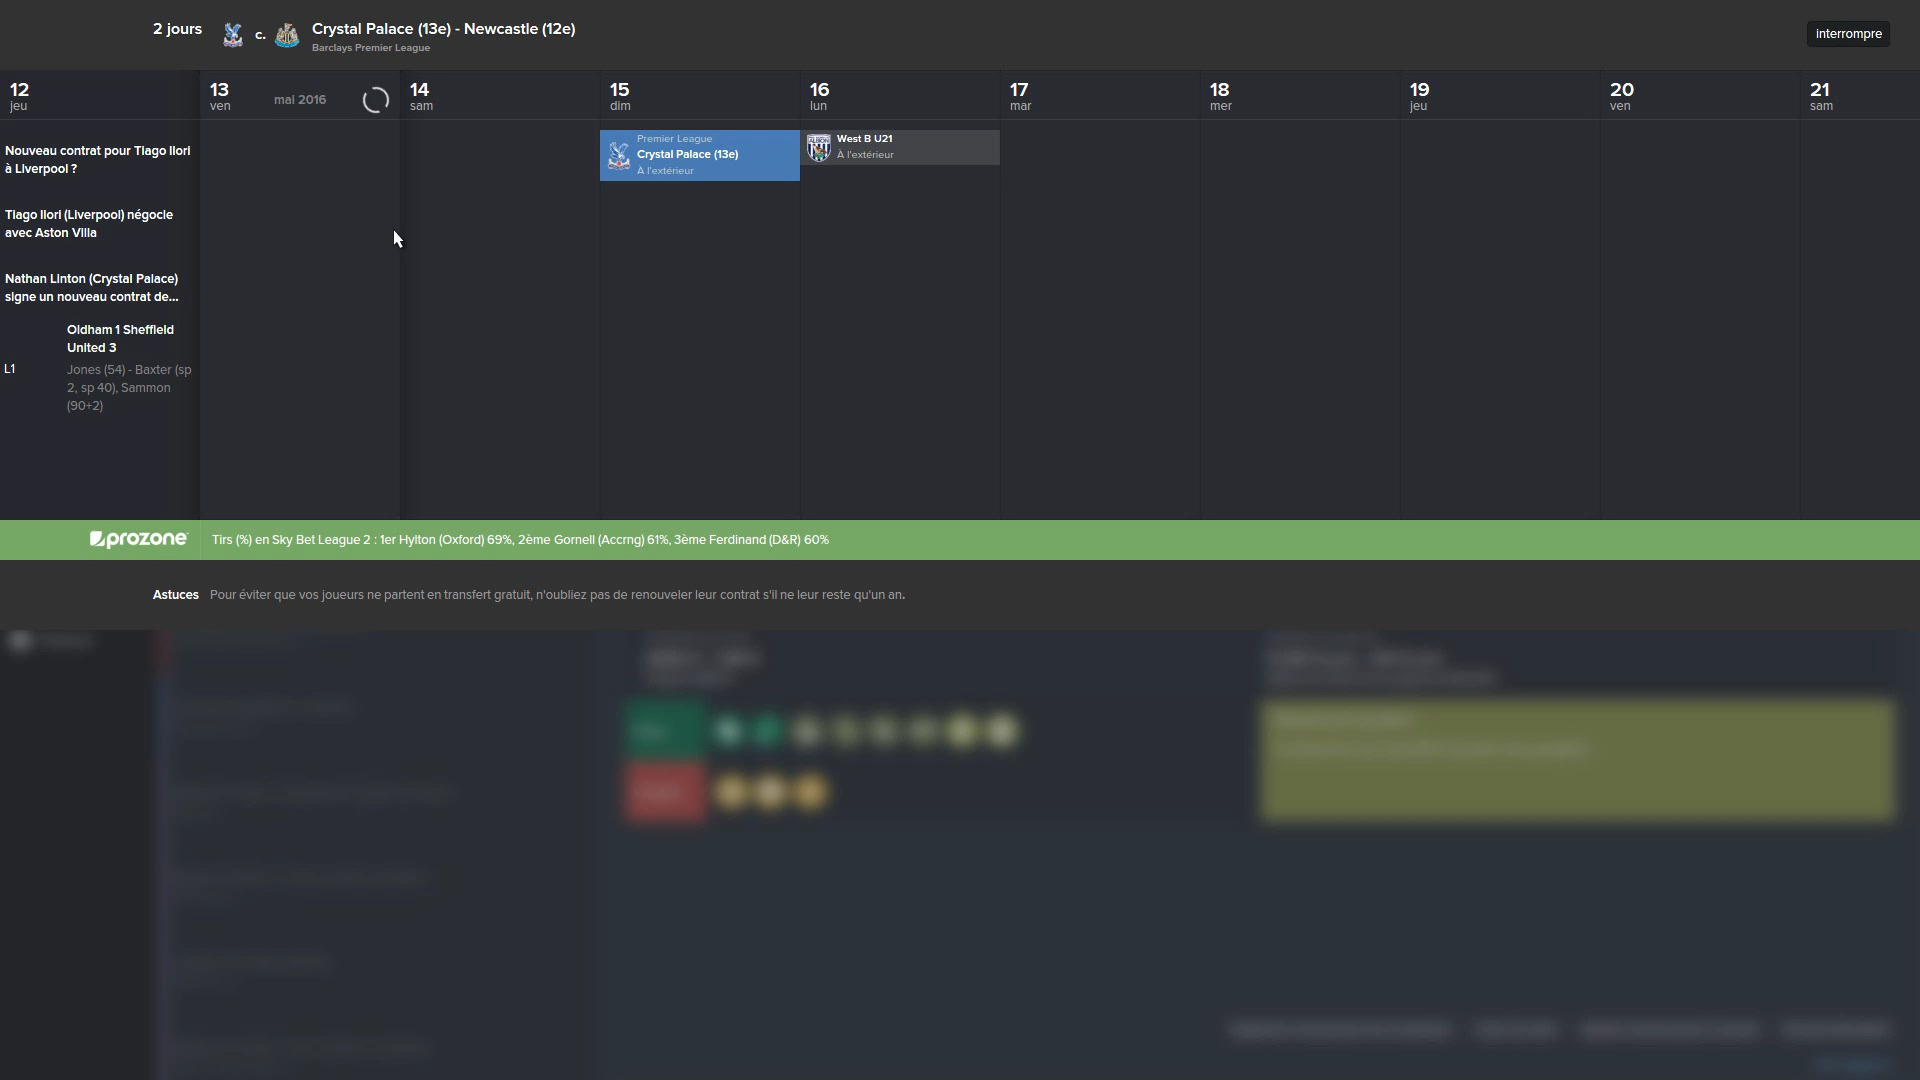 2 jours
c.
Crystal Palace (13e) - Newcastle (12e)
Barclays Premier League
interrompre
12
jeu
13
ven
mai 2016
14
sam
15
dim
16
lun
17
mar
18
mer
19
jeu
20
ven
21
sam
Nouveau contrat pour Tiago Ilori
à Liverpool ?
Tiago Ilori (Liverpool) négocie
avec Aston Villa
Nathan Linton (Crystal Palace)
signe un nouveau contrat de...
L1
Oldham 1 Sheffield
United 3
Jones (54) - Baxter (sp
2, sp 40), Sammon
(90+2)
Premier League
Crystal Palace (13e)
À l'extérieur
West B U21
À l'extérieur
prozone
Tirs (%) en Sky Bet League 2 : 1er Hylton (Oxford) 69%, 2ème Gornell (Accrng) 61%, 3ème Ferdinand (D&R) 60%
Astuces
Pour éviter que vos joueurs ne partent en transfert gratuit, n'oubliez pas de renouveler leur contrat s'il ne leur reste qu'un an.